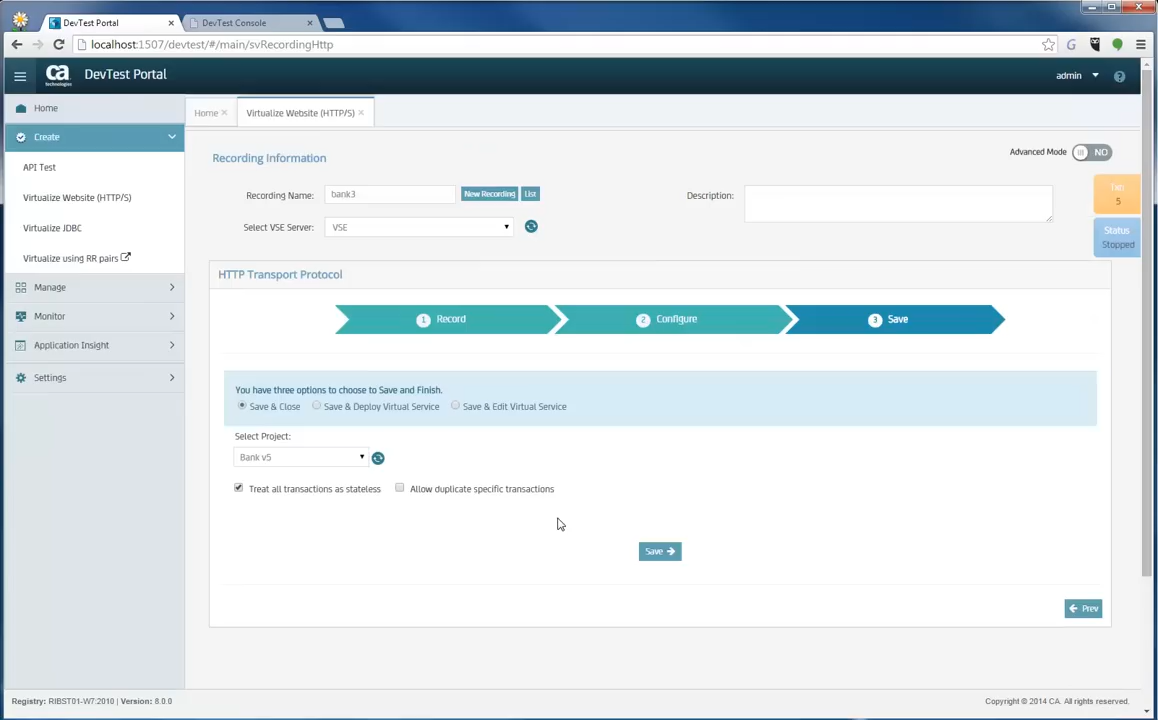 DevTest Portal
DevTest Console
localhost:1507/devtest/#/main/svRecordingHttp
ca
technologies
DevTest Portal
admin
Home
Home
Virtualize Website (HTTP/S)
Create
API Test
Virtualize Website (HTTP/S)
Virtualize JDBC
Virtualize using RR pairs
Manage
Monitor
Application Insight
Settings
Recording Information
Advanced Mode
NO
Recording Name:
bank3
New Recording
List
Description:
Select VSE Server:
VSE
Txn
5
Status
Stopped
HTTP Transport Protocol
1 Record
2 Configure
3 Save
You have three options to choose to Save and Finish.
Save & Close
Save & Deploy Virtual Service
Save & Edit Virtual Service
Select Project:
Bank v5
Treat all transactions as stateless
Allow duplicate specific transactions
Save
Prev
Registry: RIBST01-W7:2010 | Version: 8.0.0
Copyright © 2014 CA. All rights reserved.